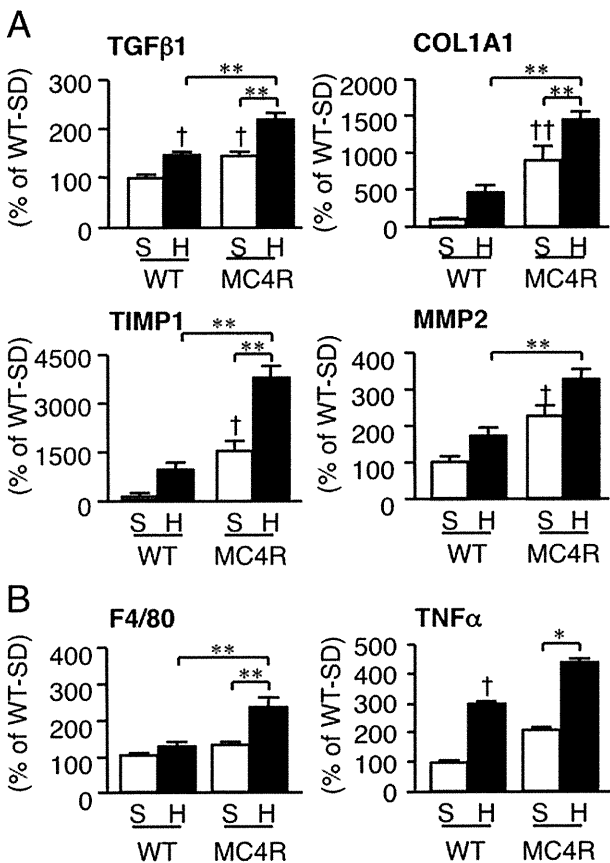 A
TGFβ1
(% of WT-SD)
300
200
100
0
**
**
†
†
S H S H
WT MC4R
COL1A1
(% of WT-SD)
2000
1500
1000
500
0
**
**
††
S H S H
WT MC4R
TIMP1
(% of WT-SD)
4500
3000
1500
0
**
**
†
S H S H
WT MC4R
MMP2
(% of WT-SD)
400
300
200
100
0
**
†
S H S H
WT MC4R
B
F4/80
(% of WT-SD)
400
300
200
100
0
**
**
S H S H
WT MC4R
TNFα
(% of WT-SD)
500
400
300
200
100
0
*
†
S H S H
WT MC4R